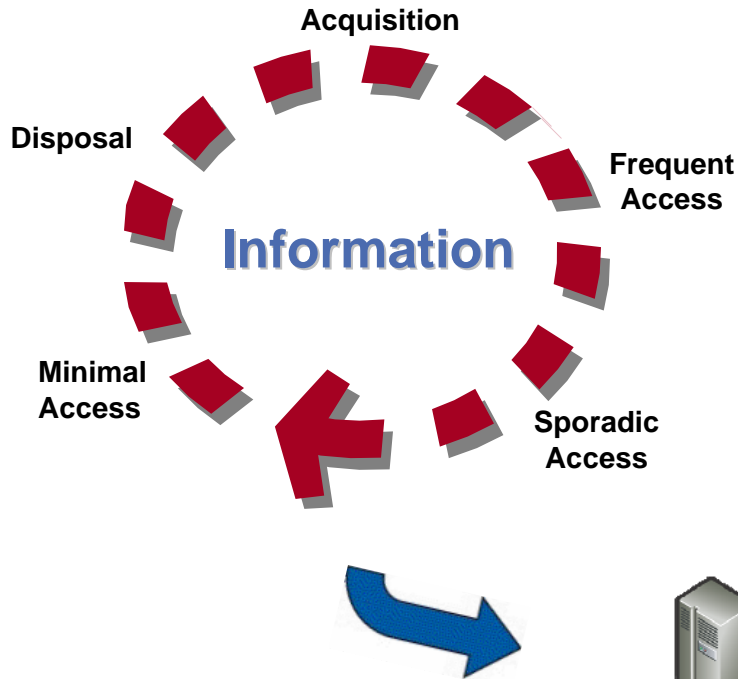 Acquisition
Disposal
Frequent
Access
Information
Minimal
Access
Sporadic
Access